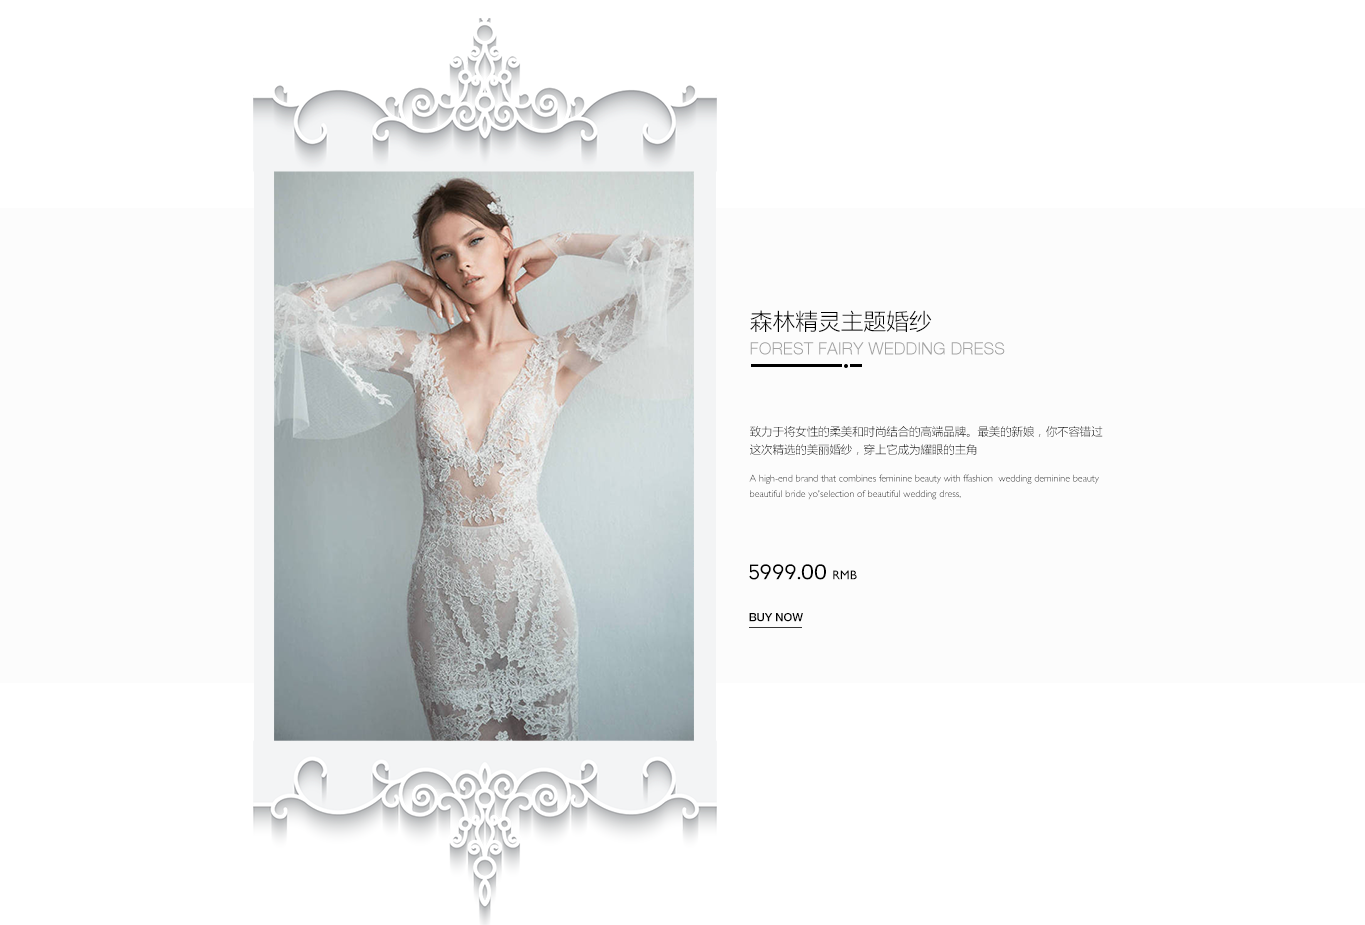 森林精灵主题婚纱
FOREST FAIRY WEDDING DRESS
致力于将女性的柔美和时尚结合的高端品牌。最美的新娘，你不容错过
这次精选的美丽婚纱，穿上它成为耀眼的主角
A high-end brand that combines feminine beauty with ffashion wedding deminine beauty
beautiful bride yo'selection of beautiful wedding dress,
5999.00 RMB
BUY NOW